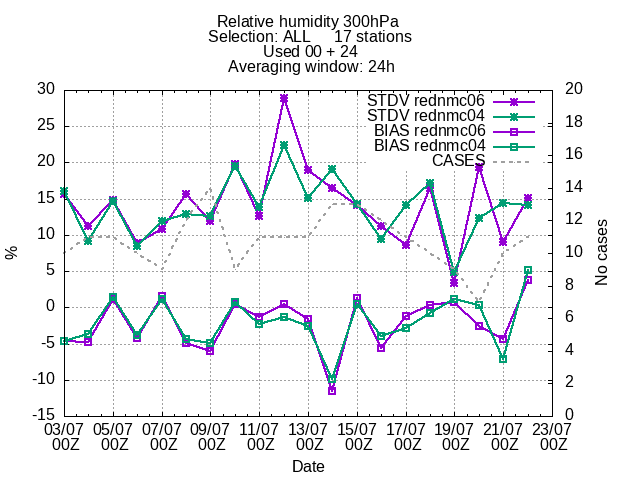 Relative humidity 300hPa
Selection: ALL 17 stations
Used 00 + 24
Averaging window: 24h
STDV rednmc06
STDV rednmc04
BIAS rednmc06
BIAS rednmc04
CASES
30
25
20
15
10
5
0
-5
-10
-15
%
20
18
16
14
12
10
8
6
4
2
0
No cases
03/07 05/07 07/07 09/07 11/07 13/07 15/07 17/07 19/07 21/07 23/07
00Z 00Z 00Z 00Z 00Z 00Z 00Z 00Z 00Z 00Z 00Z
Date